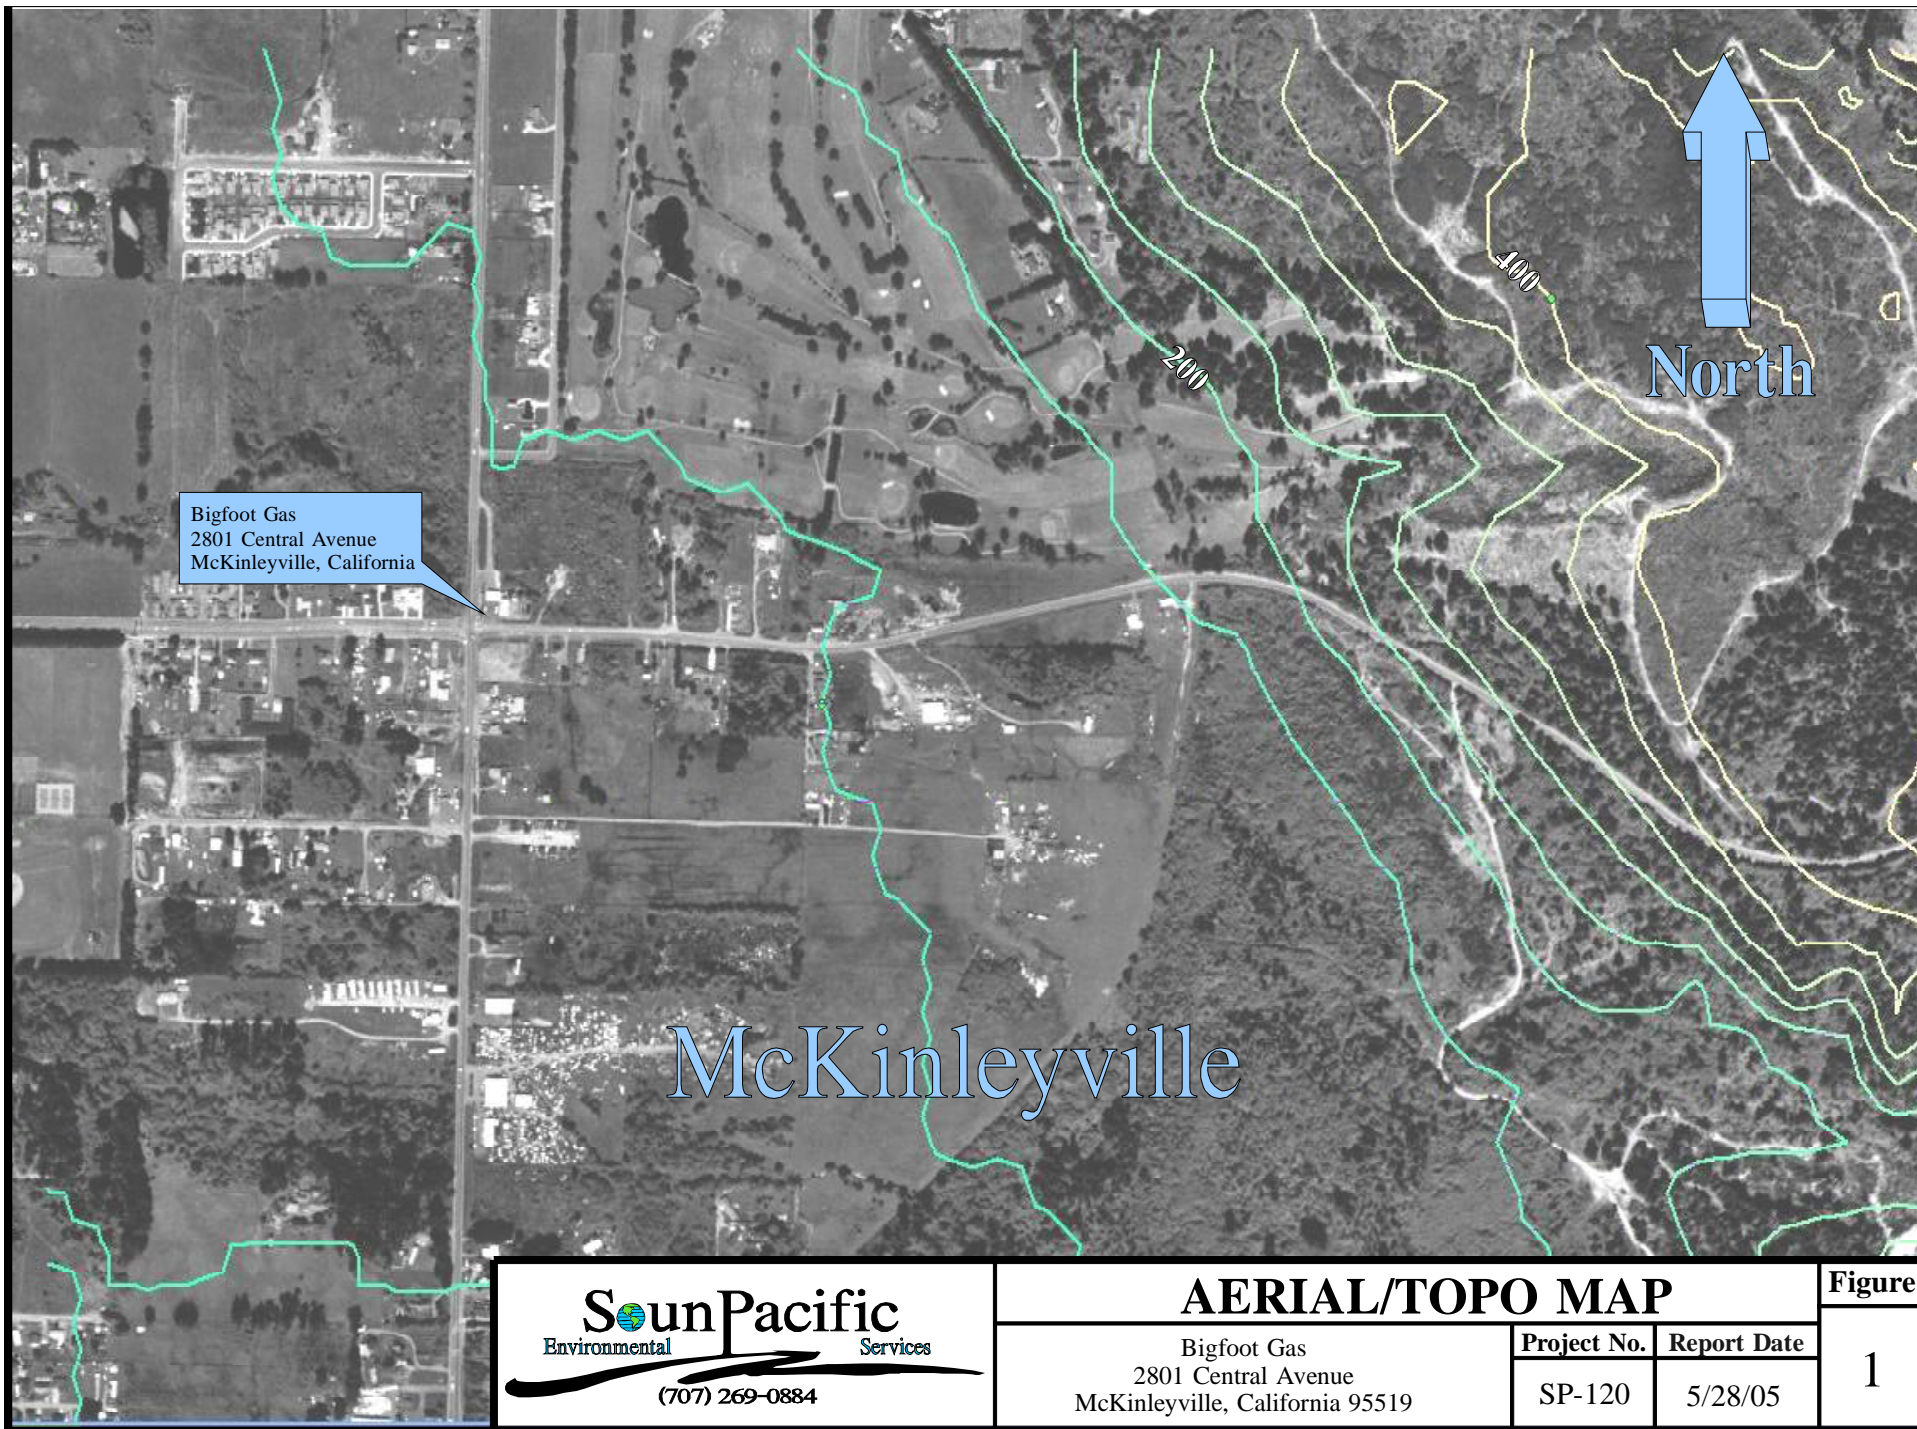 400
North
200
Bigfoot Gas
2801 Central Avenue
McKinleyville, California
McKinleyville
SounPacific
Environmental Services
(707) 269-0884
AERIAL/TOPO MAP
Bigfoot Gas
2801 Central Avenue
McKinleyville, California 95519
Project No.
SP-120
Report Date
5/28/05
Figure
1